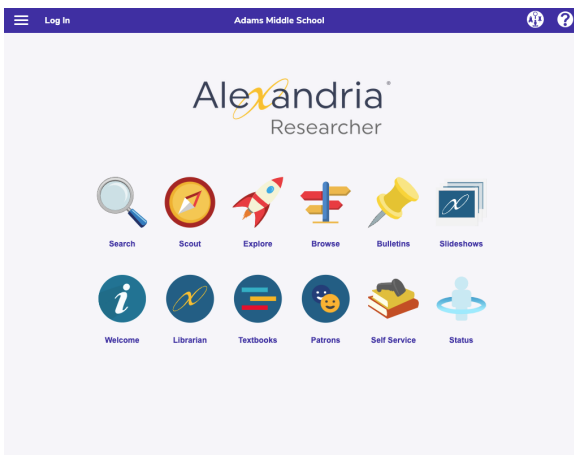 Log In
Adams Middle School
?
Alexandria
Researcher
Search
Scout
Explore
Browse
Bulletins
Slideshows
Welcome
Librarian
Textbooks
Patrons
Self Service
Status